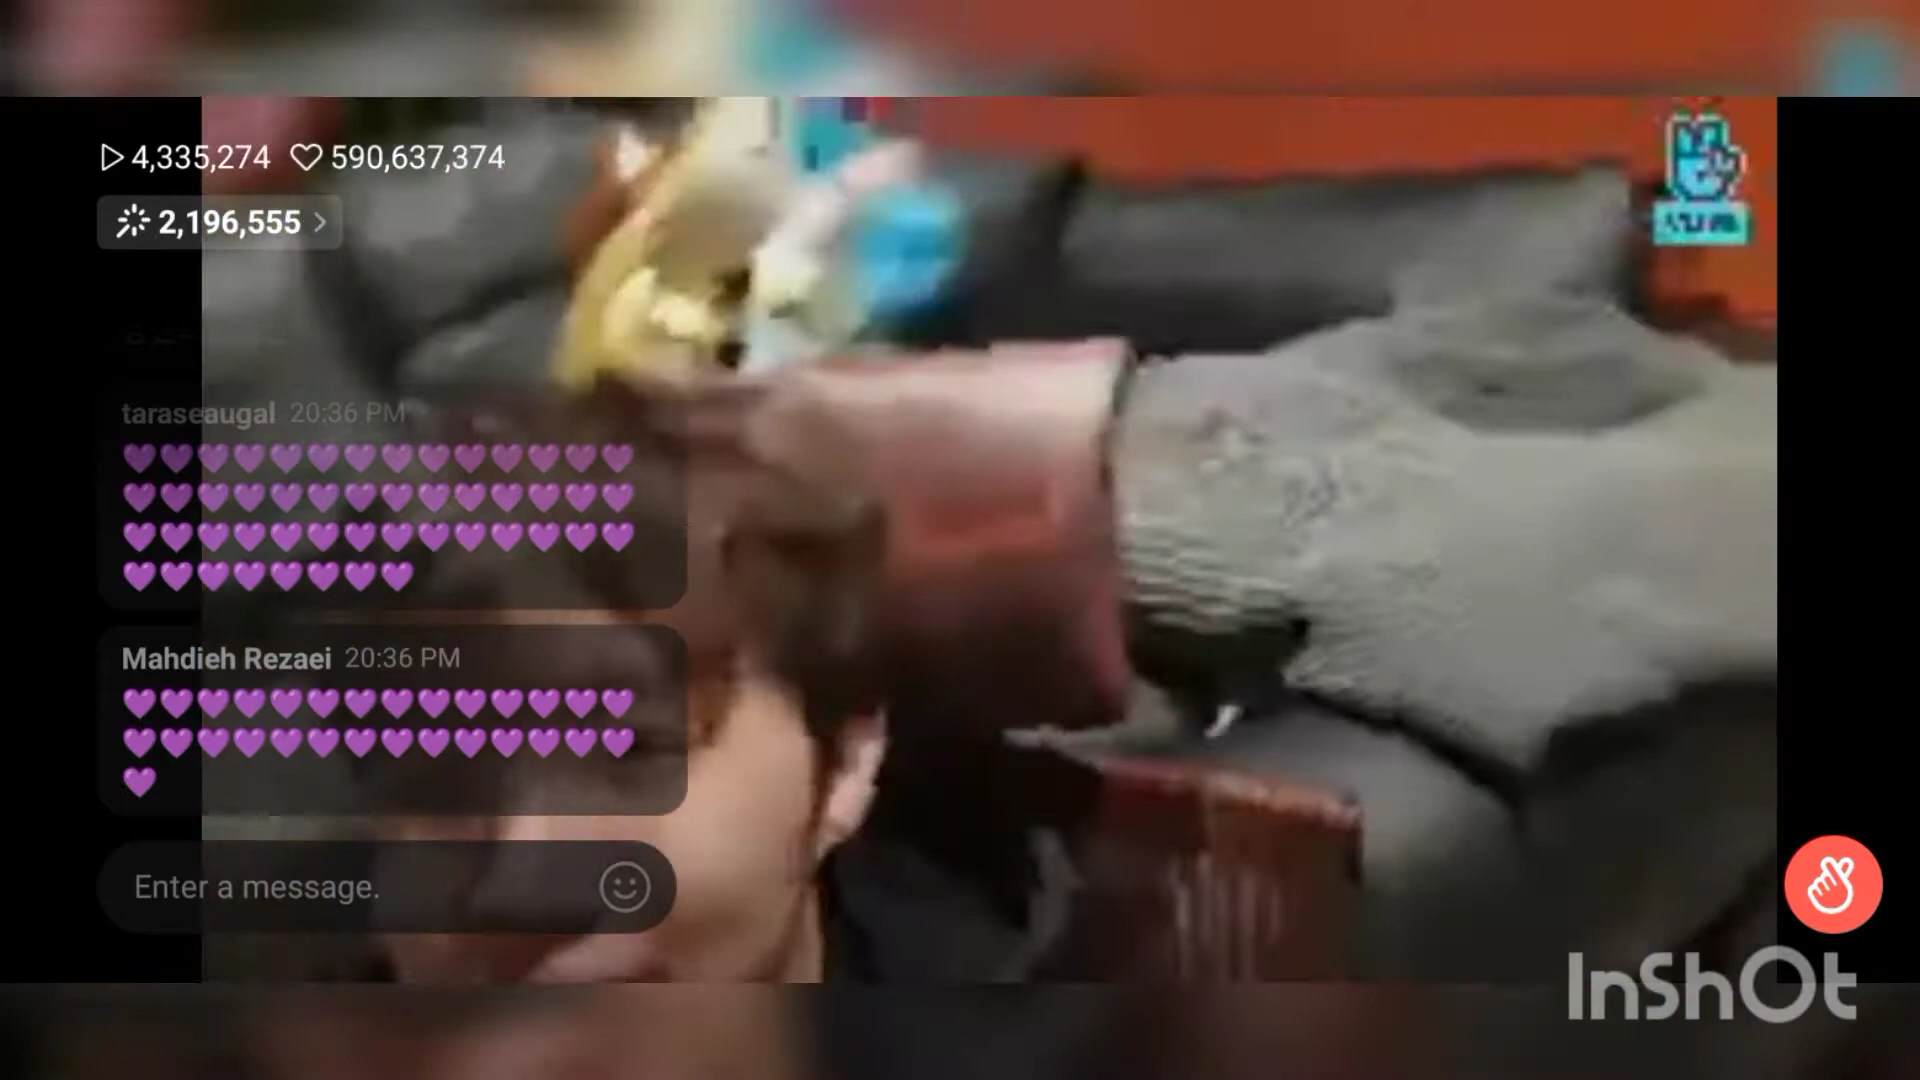 4,335,274 590,637,374
2,196,555
taraseaugal 20:36 PM
💜💜💜💜💜💜💜💜💜💜💜💜💜💜
💜💜💜💜💜💜💜💜💜💜💜💜💜💜
💜💜💜💜💜💜💜💜💜💜💜💜💜💜
💜💜💜💜💜💜💜💜
Mahdieh Rezaei 20:36 PM
💜💜💜💜💜💜💜💜💜💜💜💜💜💜
💜💜💜💜💜💜💜💜💜💜💜💜💜💜
💜
Enter a message.
InShOt